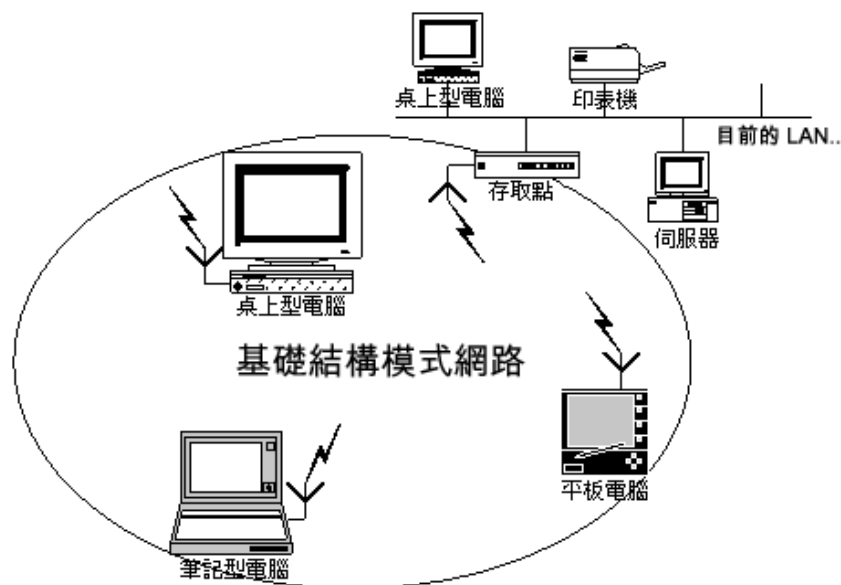 桌上型電腦
印表機
目前的 LAN..
存取點
伺服器
桌上型電腦
基礎結構模式網路
平板電腦
筆記型電腦